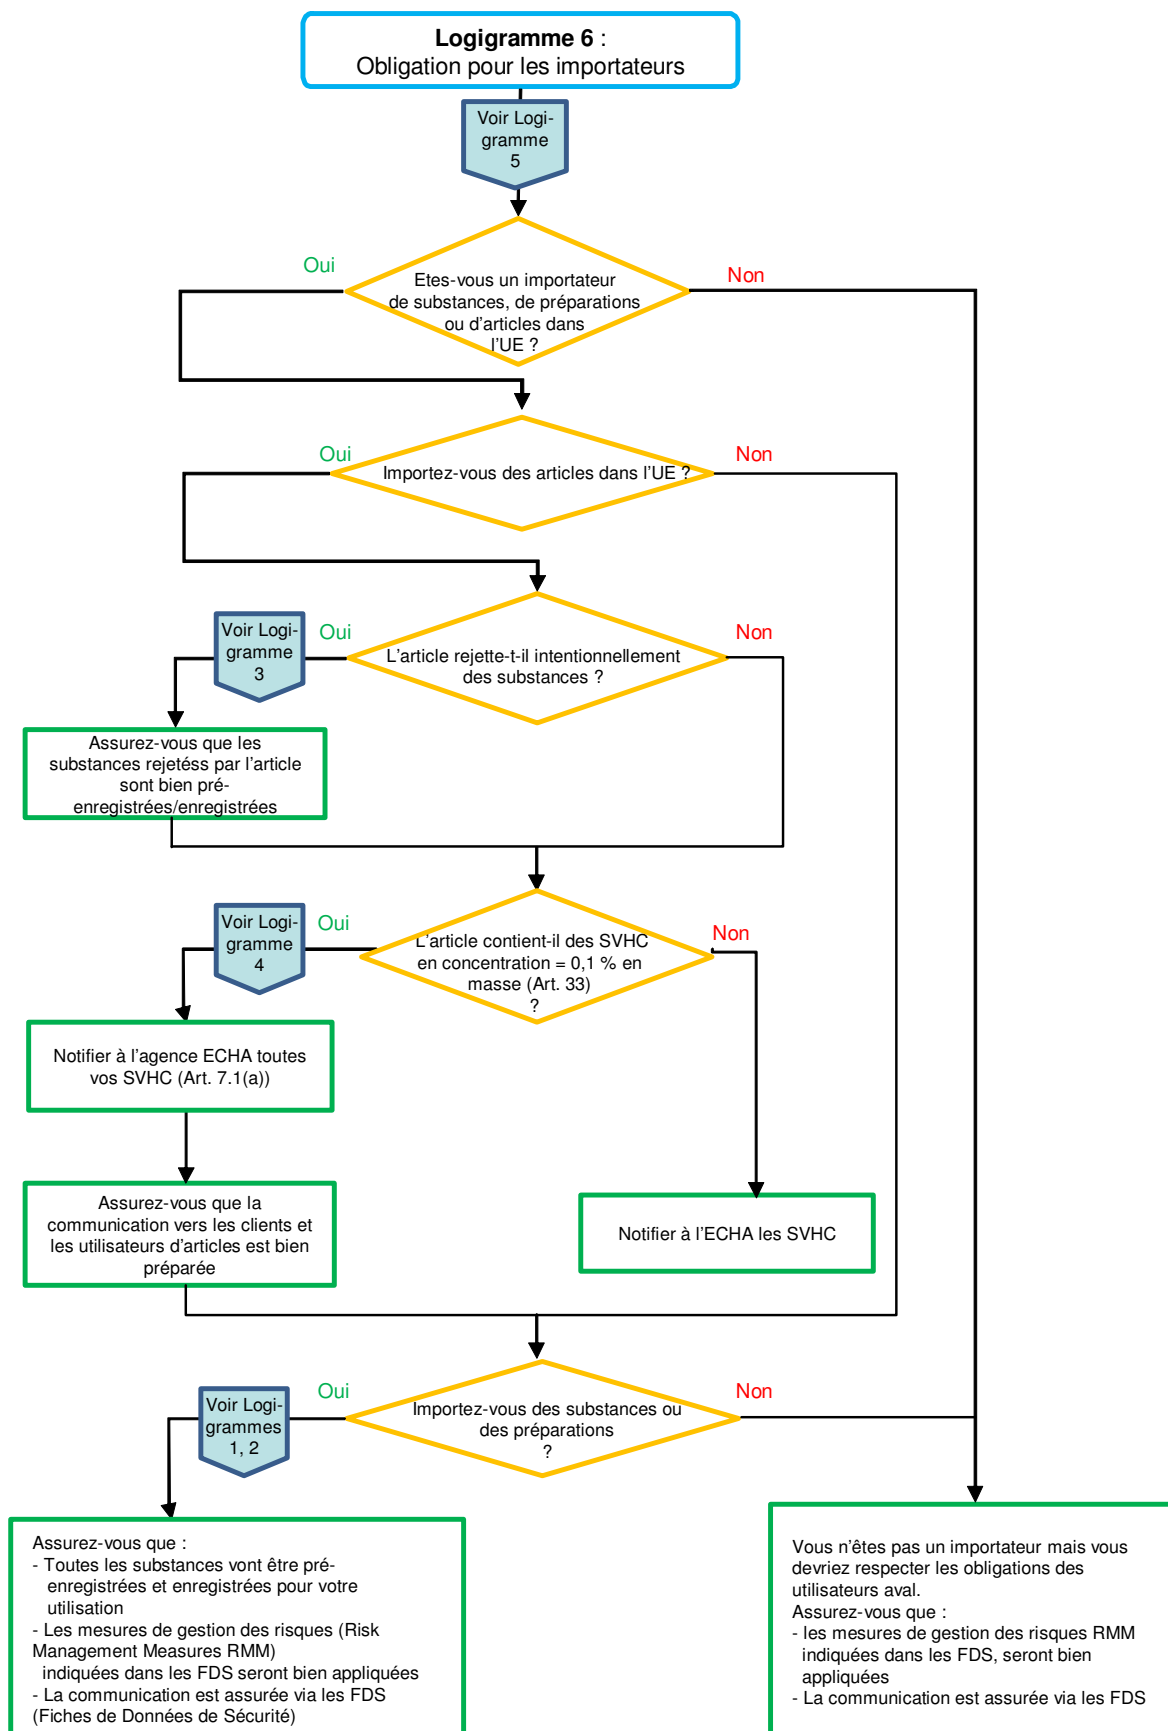 Logigramme 6 :
Obligation pour les importateurs
Voir Logi-
gramme
5
Oui
Non
Etes-vous un importateur
de substances, de préparations
ou d'articles dans
l'UE ?
Oui
Non
Importez-vous des articles dans l'UE ?
Voir Logi-
gramme
3
Oui
Non
L'article rejette-t-il intentionnellement
des substances ?
Assurez-vous que les
substances rejetéss par l'article
sont bien pré-
enregistrées/enregistrées
Voir Logi-
gramme
4
Oui
Non
L'article contient-il des SVHC
en concentration = 0,1 % en
masse (Art. 33)
?
Notifier à l'agence ECHA toutes
vos SVHC (Art. 7.1(a))
Assurez-vous que la
communication vers les clients et
les utilisateurs d'articles est bien
préparée
Notifier à l'ECHA les SVHC
Voir Logi-
grammes
1, 2
Oui
Non
Importez-vous des substances ou
des préparations
?
Assurez-vous que :
- Toutes les substances vont être pré-
enregistrées et enregistrées pour votre
utilisation
- Les mesures de gestion des risques (Risk
Management Measures RMM)
indiquées dans les FDS seront bien appliquées
- La communication est assurée via les FDS
(Fiches de Données de Sécurité)
Vous n'êtes pas un importateur mais vous
devriez respecter les obligations des
utilisateurs aval.
Assurez-vous que :
- les mesures de gestion des risques RMM
indiquées dans les FDS, seront bien
appliquées
- La communication est assurée via les FDS